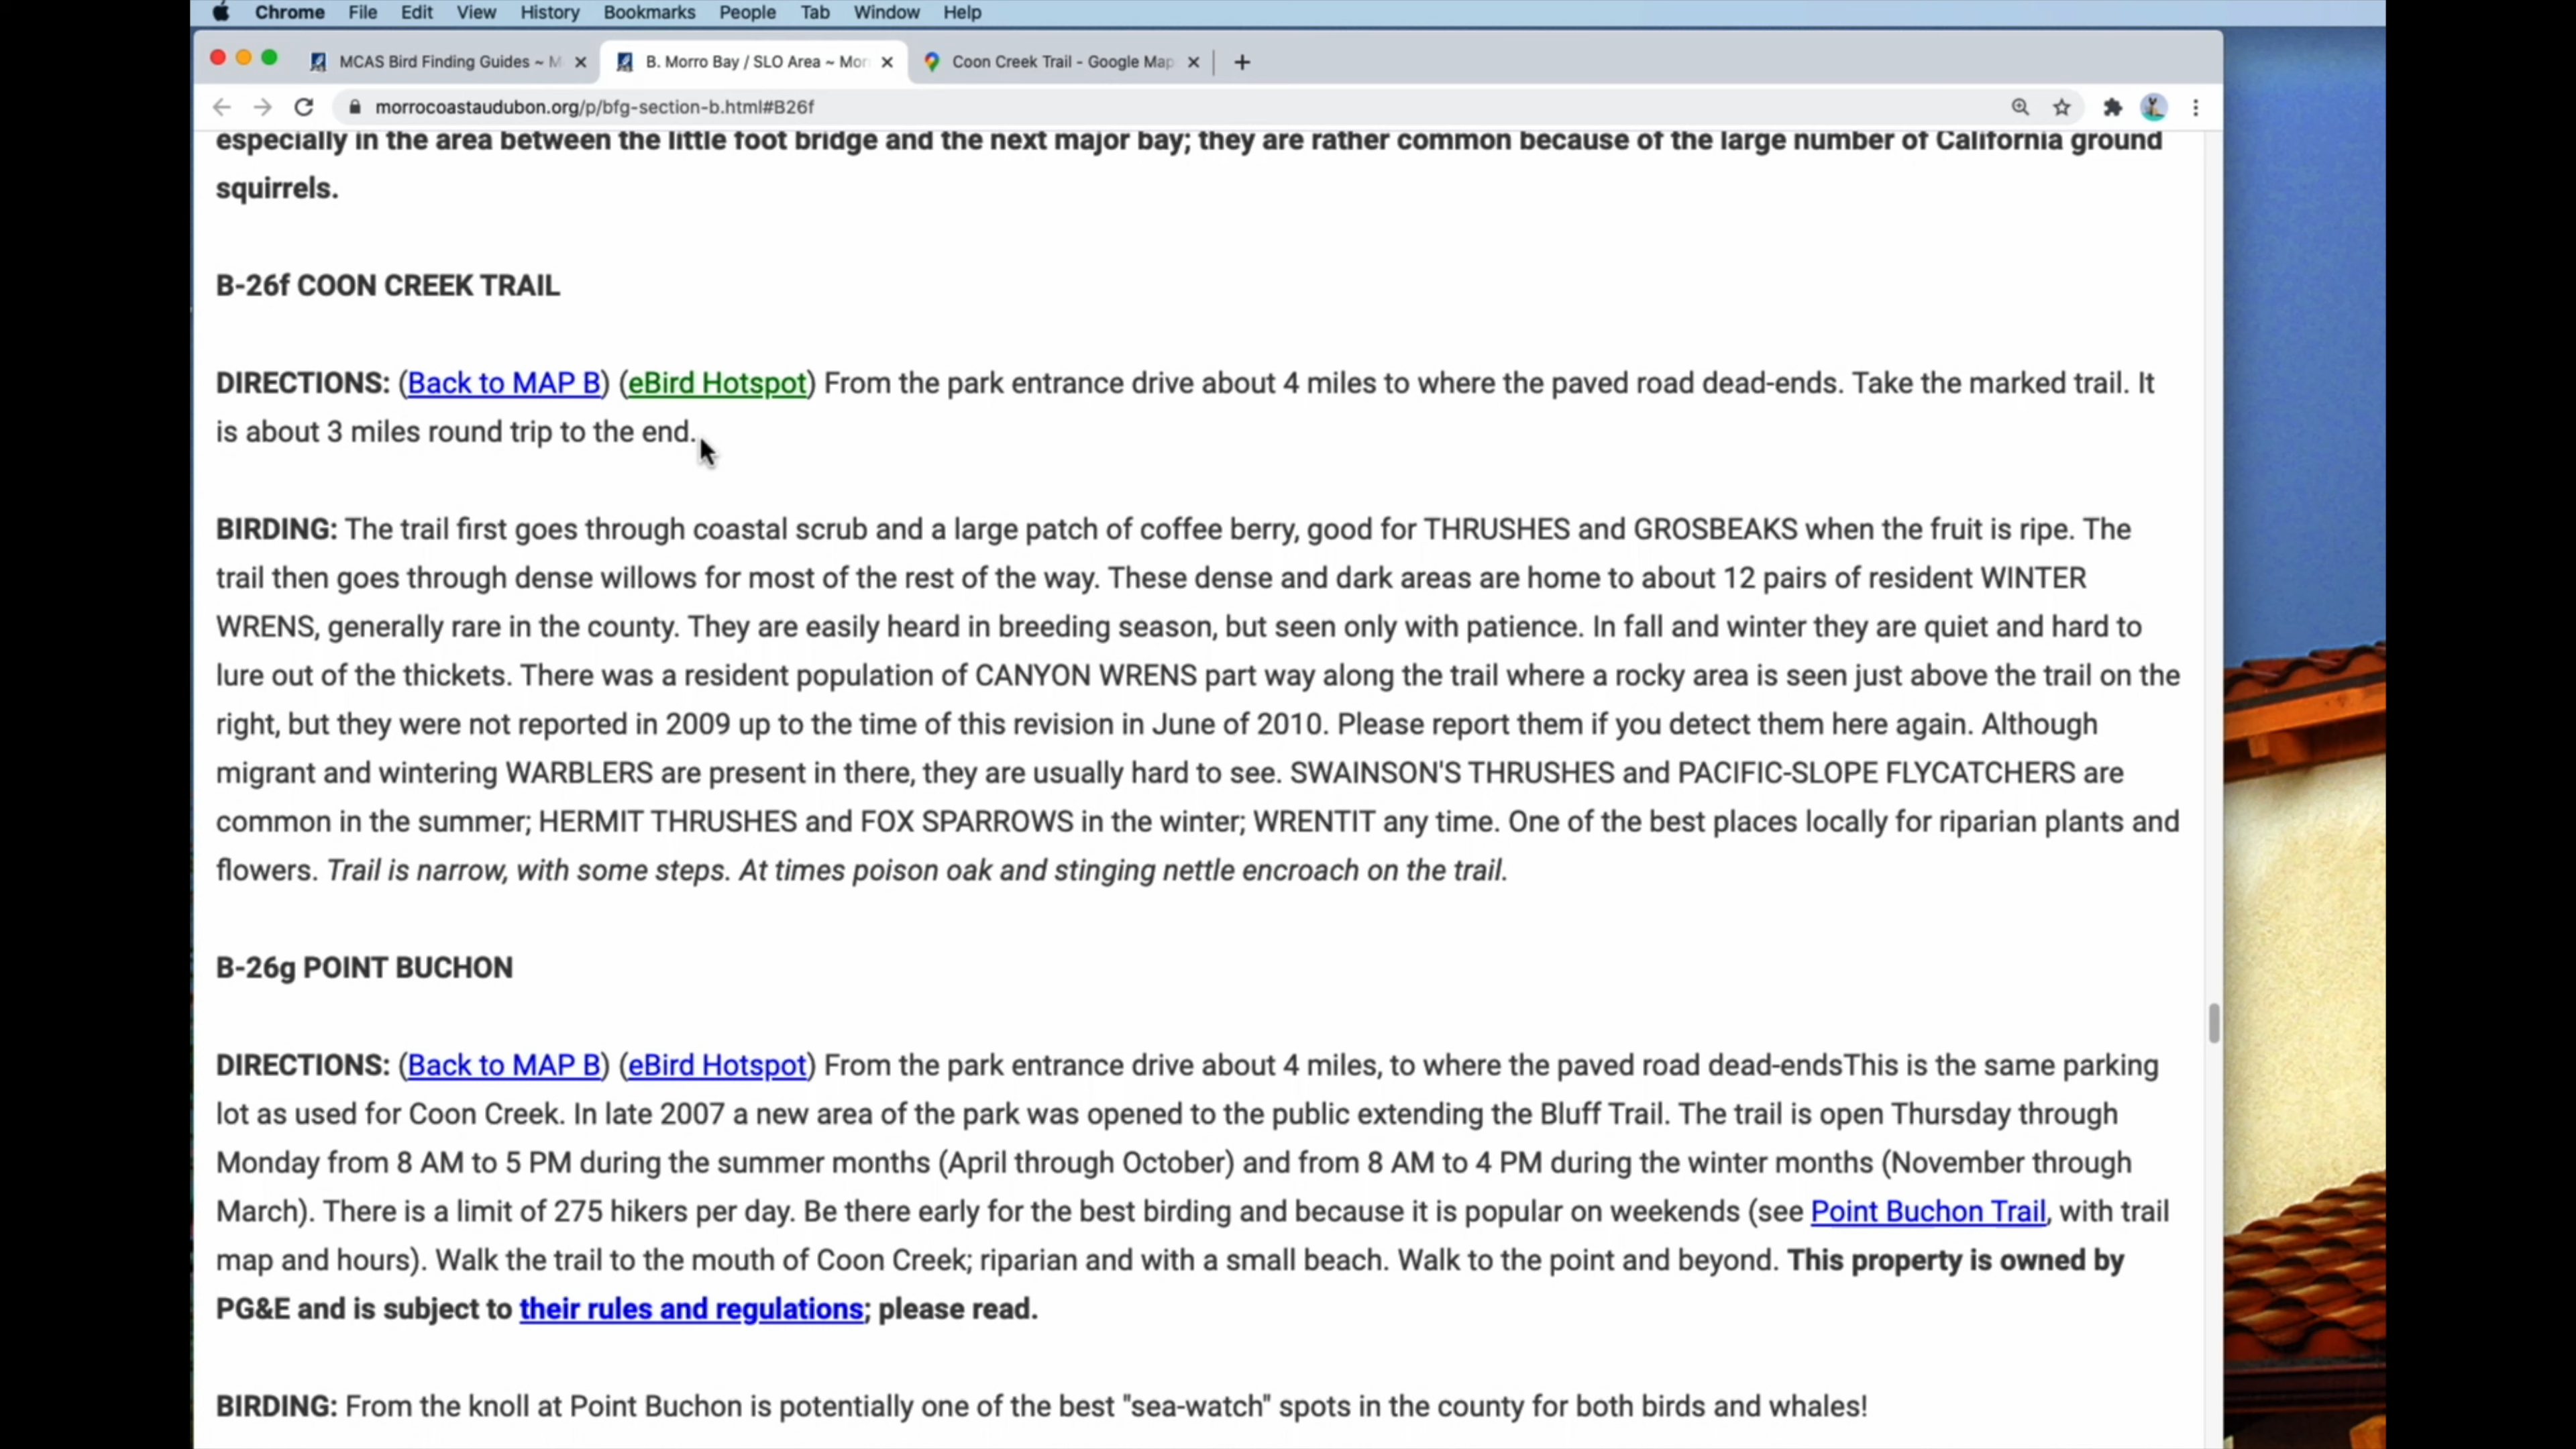 Chrome File Edit View History Bookmarks People Tab Window Help
MCAS Bird Finding Guides ~ M
B. Morro Bay / SLO Area ~ Mor
Coon Creek Trail - Google Map
morrocoastaudubon.org/p/bfg-section-b.html#B26f
especially in the area between the little foot bridge and the next major bay; they are rather common because of the large number of California ground
squirrels.
B-26f COON CREEK TRAIL
DIRECTIONS: (Back to MAP B) (eBird Hotspot) From the park entrance drive about 4 miles to where the paved road dead-ends. Take the marked trail. It
is about 3 miles round trip to the end.
BIRDING: The trail first goes through coastal scrub and a large patch of coffee berry, good for THRUSHES and GROSBEAKS when the fruit is ripe. The
trail then goes through dense willows for most of the rest of the way. These dense and dark areas are home to about 12 pairs of resident WINTER
WRENS, generally rare in the county. They are easily heard in breeding season, but seen only with patience. In fall and winter they are quiet and hard to
lure out of the thickets. There was a resident population of CANYON WRENS part way along the trail where a rocky area is seen just above the trail on the
right, but they were not reported in 2009 up to the time of this revision in June of 2010. Please report them if you detect them here again. Although
migrant and wintering WARBLERS are present in there, they are usually hard to see. SWAINSON'S THRUSHES and PACIFIC-SLOPE FLYCATCHERS are
common in the summer; HERMIT THRUSHES and FOX SPARROWS in the winter; WRENTIT any time. One of the best places locally for riparian plants and
flowers. Trail is narrow, with some steps. At times poison oak and stinging nettle encroach on the trail.
B-26g POINT BUCHON
DIRECTIONS: (Back to MAP B) (eBird Hotspot) From the park entrance drive about 4 miles, to where the paved road dead-endsThis is the same parking
lot as used for Coon Creek. In late 2007 a new area of the park was opened to the public extending the Bluff Trail. The trail is open Thursday through
Monday from 8 AM to 5 PM during the summer months (April through October) and from 8 AM to 4 PM during the winter months (November through
March). There is a limit of 275 hikers per day. Be there early for the best birding and because it is popular on weekends (see Point Buchon Trail, with trail
map and hours). Walk the trail to the mouth of Coon Creek; riparian and with a small beach. Walk to the point and beyond. This property is owned by
PG&E and is subject to their rules and regulations; please read.
BIRDING: From the knoll at Point Buchon is potentially one of the best "sea-watch" spots in the county for both birds and whales!